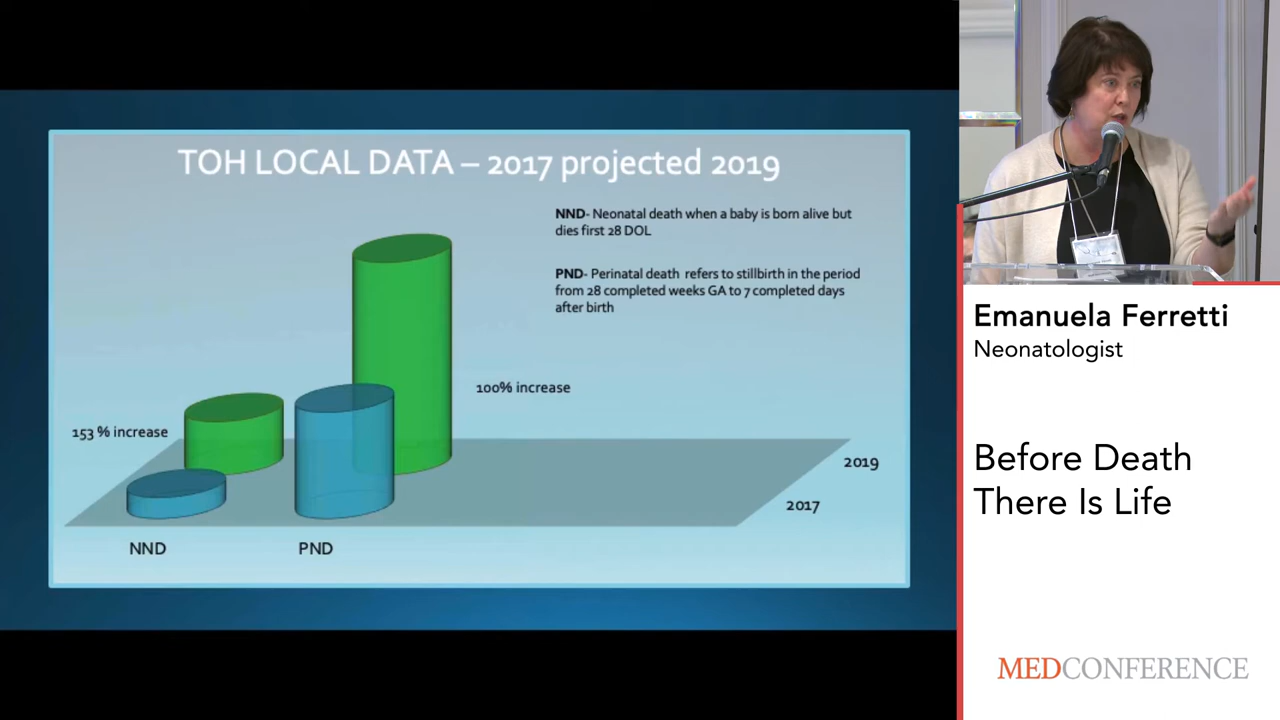 TOH LOCAL DATA – 2017 projected 2019
NND- Neonatal death when a baby is born alive but
dies first 28 DOL
PND- Perinatal death refers to stillbirth in the period
from 28 completed weeks GA to 7 completed days
after birth
100% increase
153 % increase
2019
2017
NND
PND
Emanuela Ferretti
Neonatologist
Before Death
There Is Life
MEDCONFERENCE